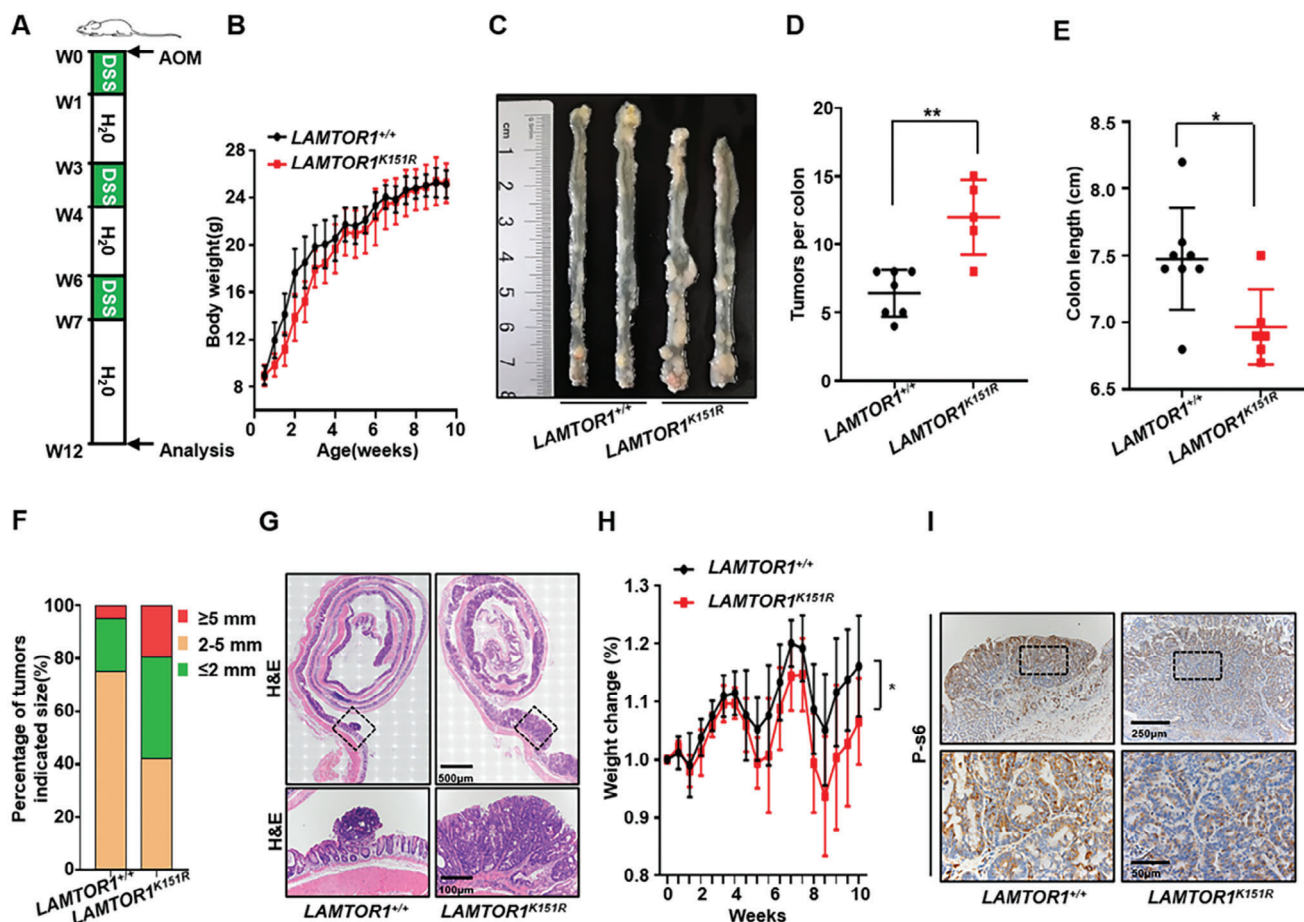 A
W0
AOM
DSS
W1
H₂0
W3
DSS
W4
H₂0
W6
DSS
W7
H₂0
W12
Analysis
B
LAMTOR1+/+
LAMTOR1K151R
Body weight(g)
28
24
20
16
12
8
0 2 4 6 8 10
Age(weeks)
C
cm
1
2
3
4
5
6
7
8
LAMTOR1+/+
LAMTOR1K151R
D
**
Tumors per colon
20
15
10
5
0
LAMTOR1+/+
LAMTOR1K151R
E
*
Colon length (cm)
8.5
8.0
7.5
7.0
6.5
LAMTOR1+/+
LAMTOR1K151R
F
Percentage of tumors
indicated size(%)
100
80
60
40
20
0
≥5 mm
2-5 mm
≤2 mm
LAMTOR1+/+
LAMTOR1K151R
G
H&E
500μm
H&E
100μm
LAMTOR1+/+
LAMTOR1K151R
H
LAMTOR1+/+
LAMTOR1K151R
Weight change (%)
1.3
1.2
1.1
1.0
0.9
0.8
*
0 2 4 6 8 10
Weeks
I
P-s6
250μm
50μm
LAMTOR1+/+
LAMTOR1K151R